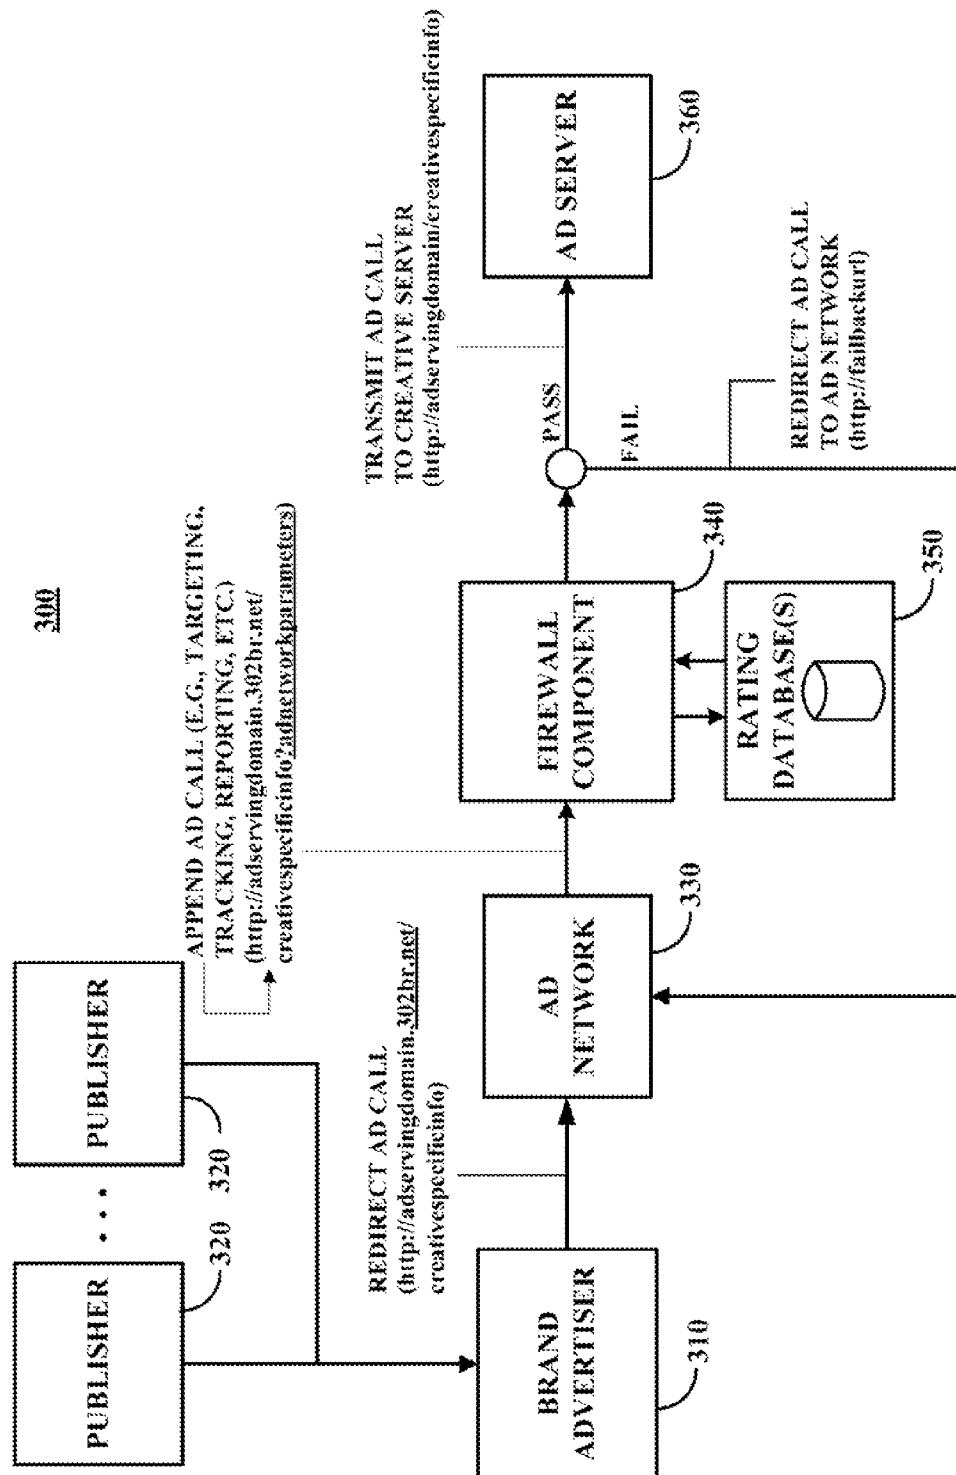 300
PUBLISHER
320
PUBLISHER
320
APPEND AD CALL (E.G., TARGETING,
TRACKING, REPORTING, ETC.)
(http://adservingdomain.302br.net/
creativespecificinfo?adnetworkparameters)
TRANSMIT AD CALL
TO CREATIVE SERVER
(http://adservingdomain/creativespecificinfo)
REDIRECT AD CALL
(http://adservingdomain.302br.net/
creativespecificinfo)
BRAND
ADVERTISER
310
AD
NETWORK
330
FIREWALL
COMPONENT
340
PASS
FAIL
AD SERVER
360
RATING
DATABASE(S)
350
REDIRECT AD CALL
TO AD NETWORK
(http://failbackurl)